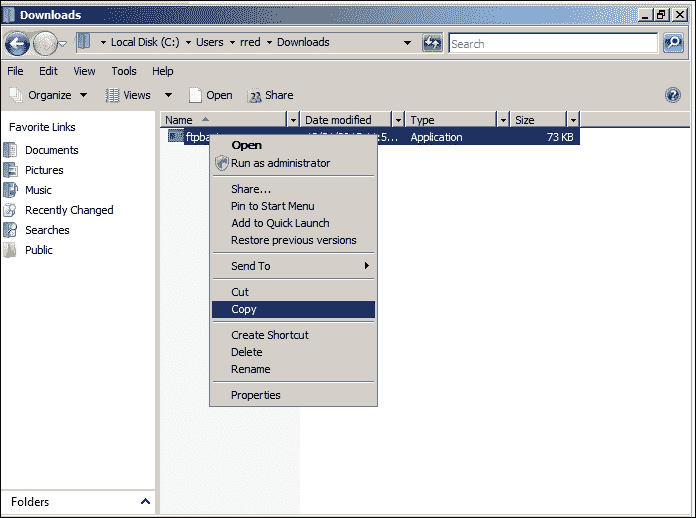 Downloads
Local Disk (C:) Users rred Downloads Search
File Edit View Tools Help
Organize Views Open Share
Favorite Links
Documents
Pictures
Music
Recently Changed
Searches
Public
Folders
Name Date modified Type Size
Application 73 KB
Open
Run as administrator
Share...
Pin to Start Menu
Add to Quick Launch
Restore previous versions
Send To
Cut
Copy
Create Shortcut
Delete
Rename
Properties